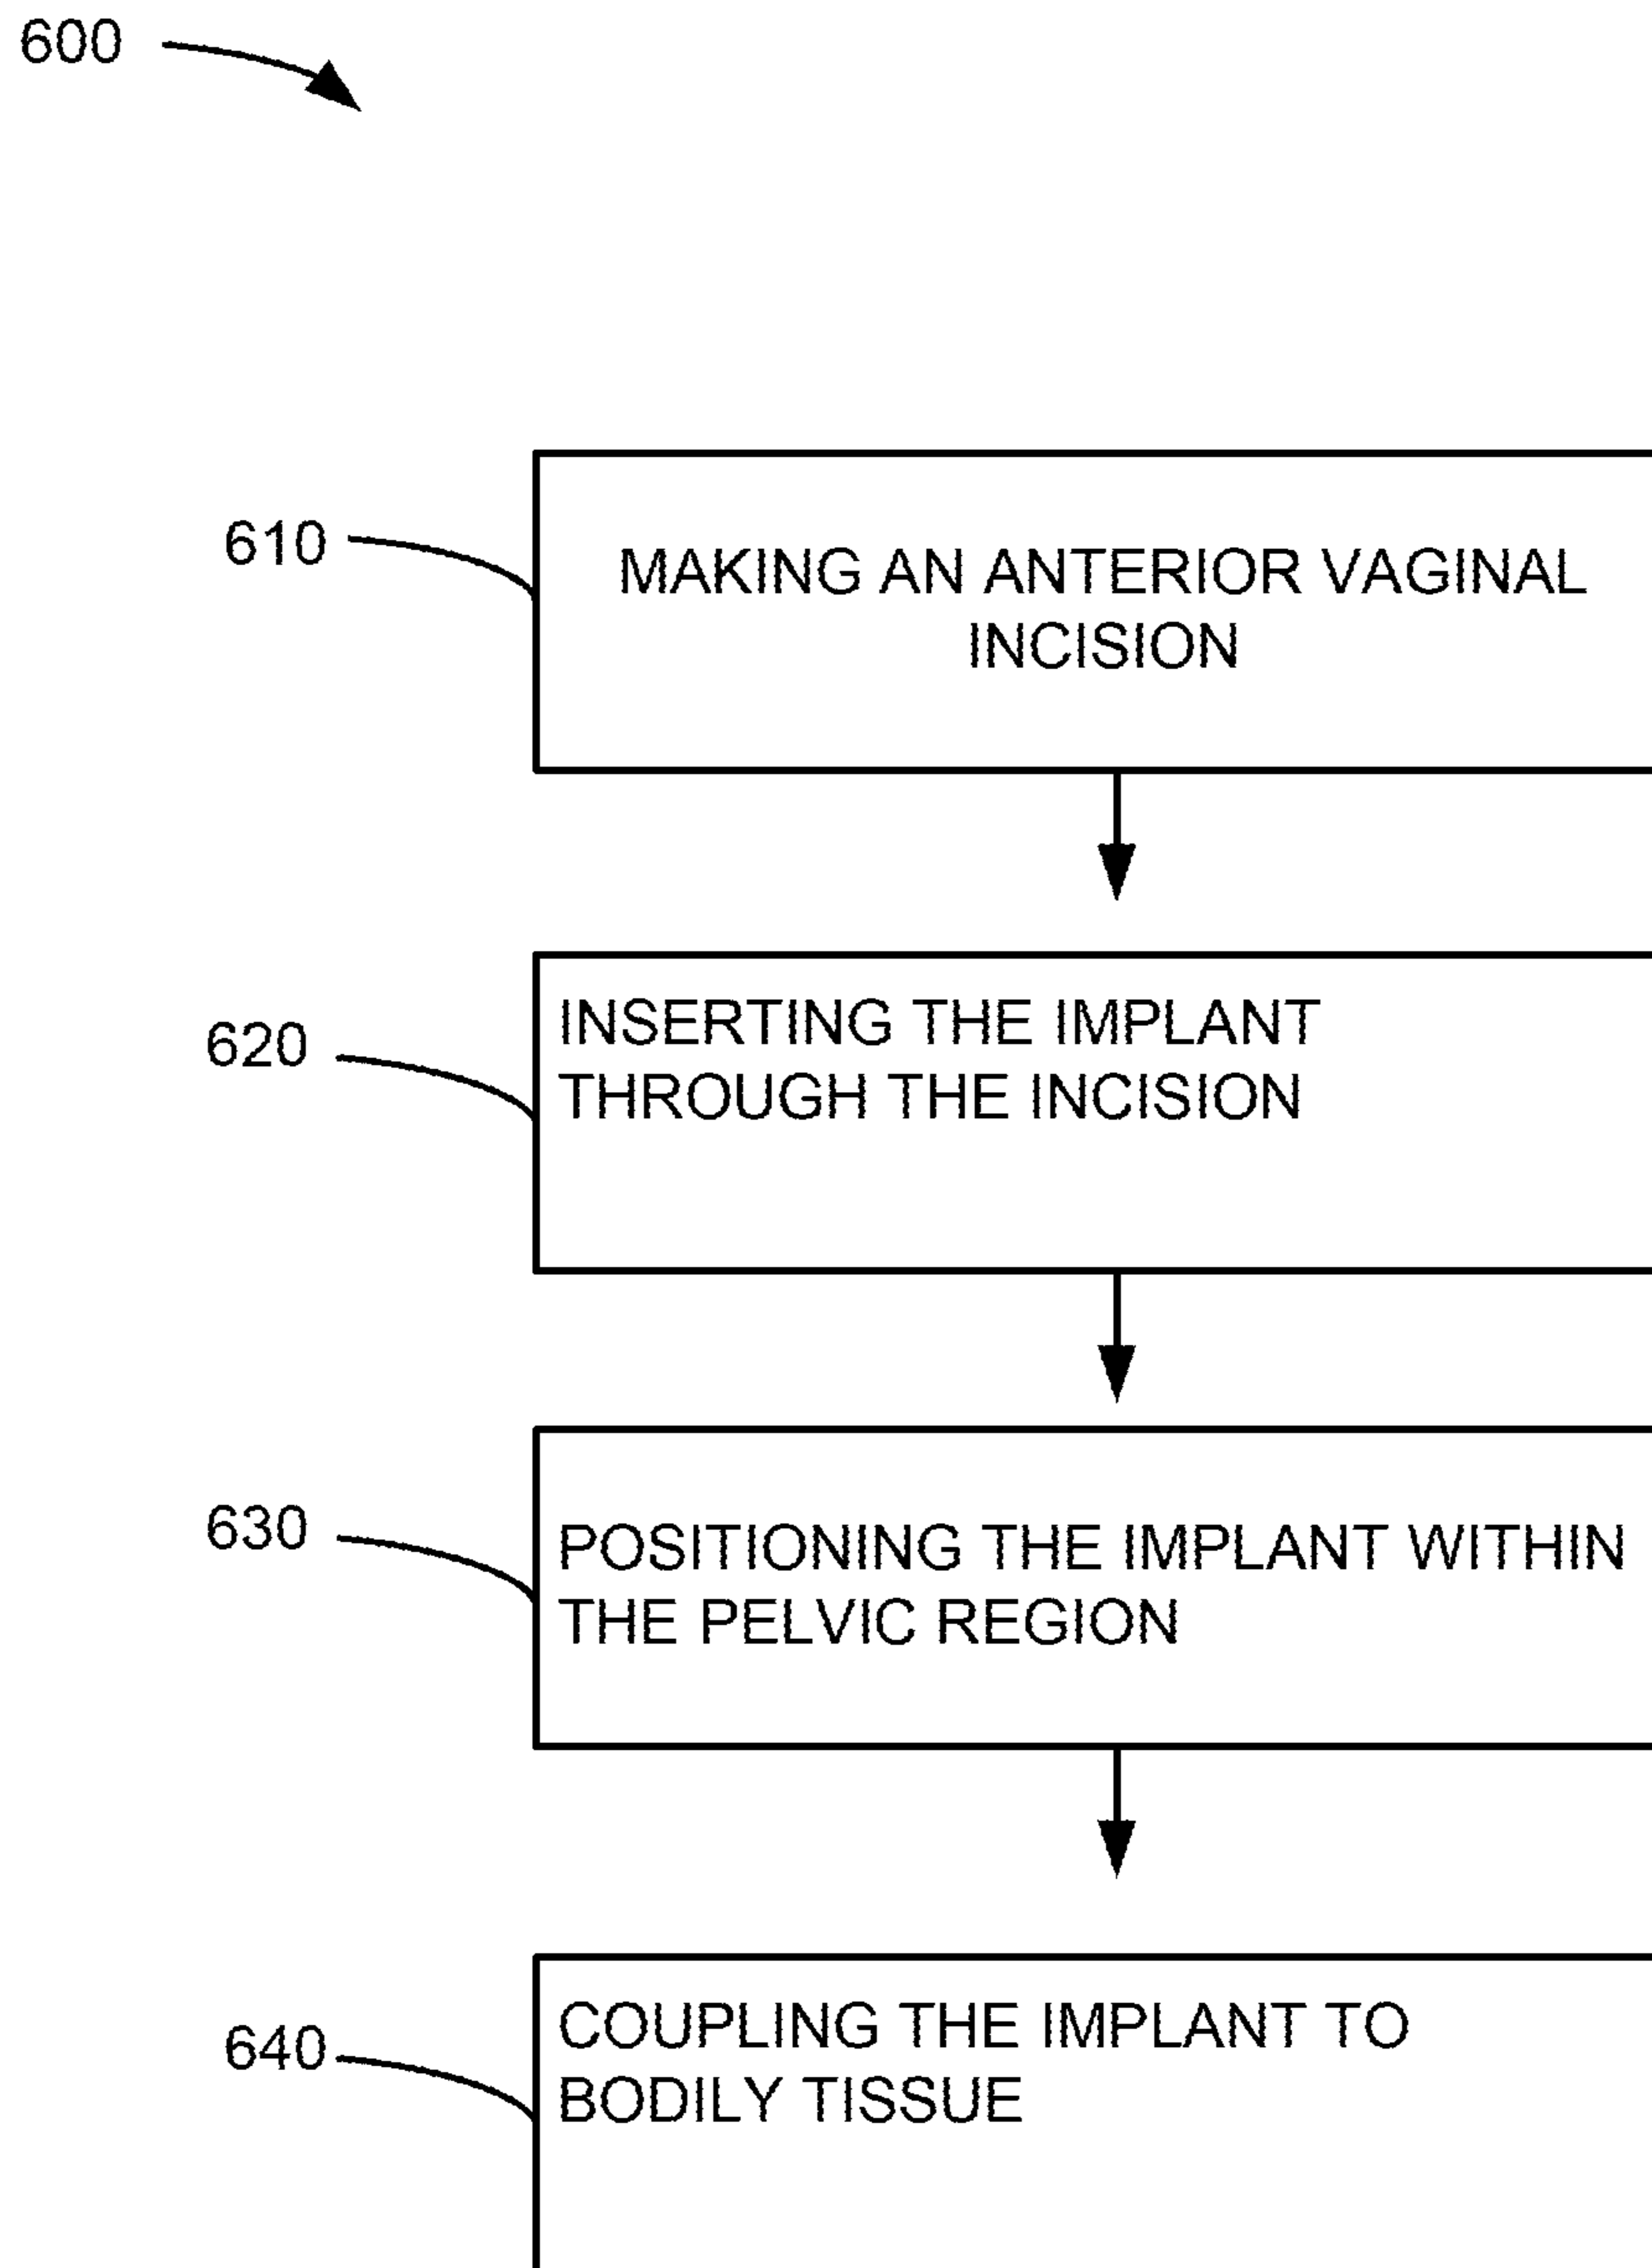 600
610
MAKING AN ANTERIOR VAGINAL
INCISION
620
INSERTING THE IMPLANT
THROUGH THE INCISION
630
POSITIONING THE IMPLANT WITHIN
THE PELVIC REGION
640
COUPLING THE IMPLANT TO
BODILY TISSUE